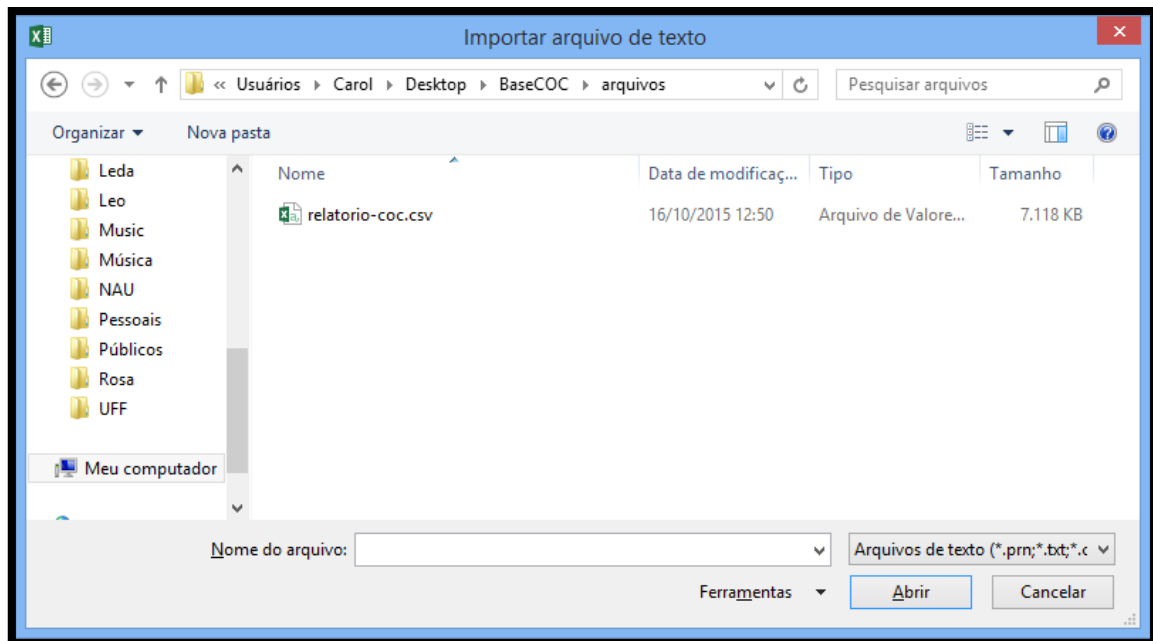 Importar arquivo de texto
« Usuários Carol Desktop BaseCOC arquivos Pesquisar arquivos
Organizar Nova pasta
Leda
Leo
Music
Música
NAU
Pessoais
Públicos
Rosa
UFF
Meu computador
Nome Data de modificaç... Tipo Tamanho
relatorio-coc.csv 16/10/2015 12:50 Arquivo de Valore... 7.118 KB
Nome do arquivo: Arquivos de texto (*.prn;*.txt;*.c
Ferramentas Abrir Cancelar